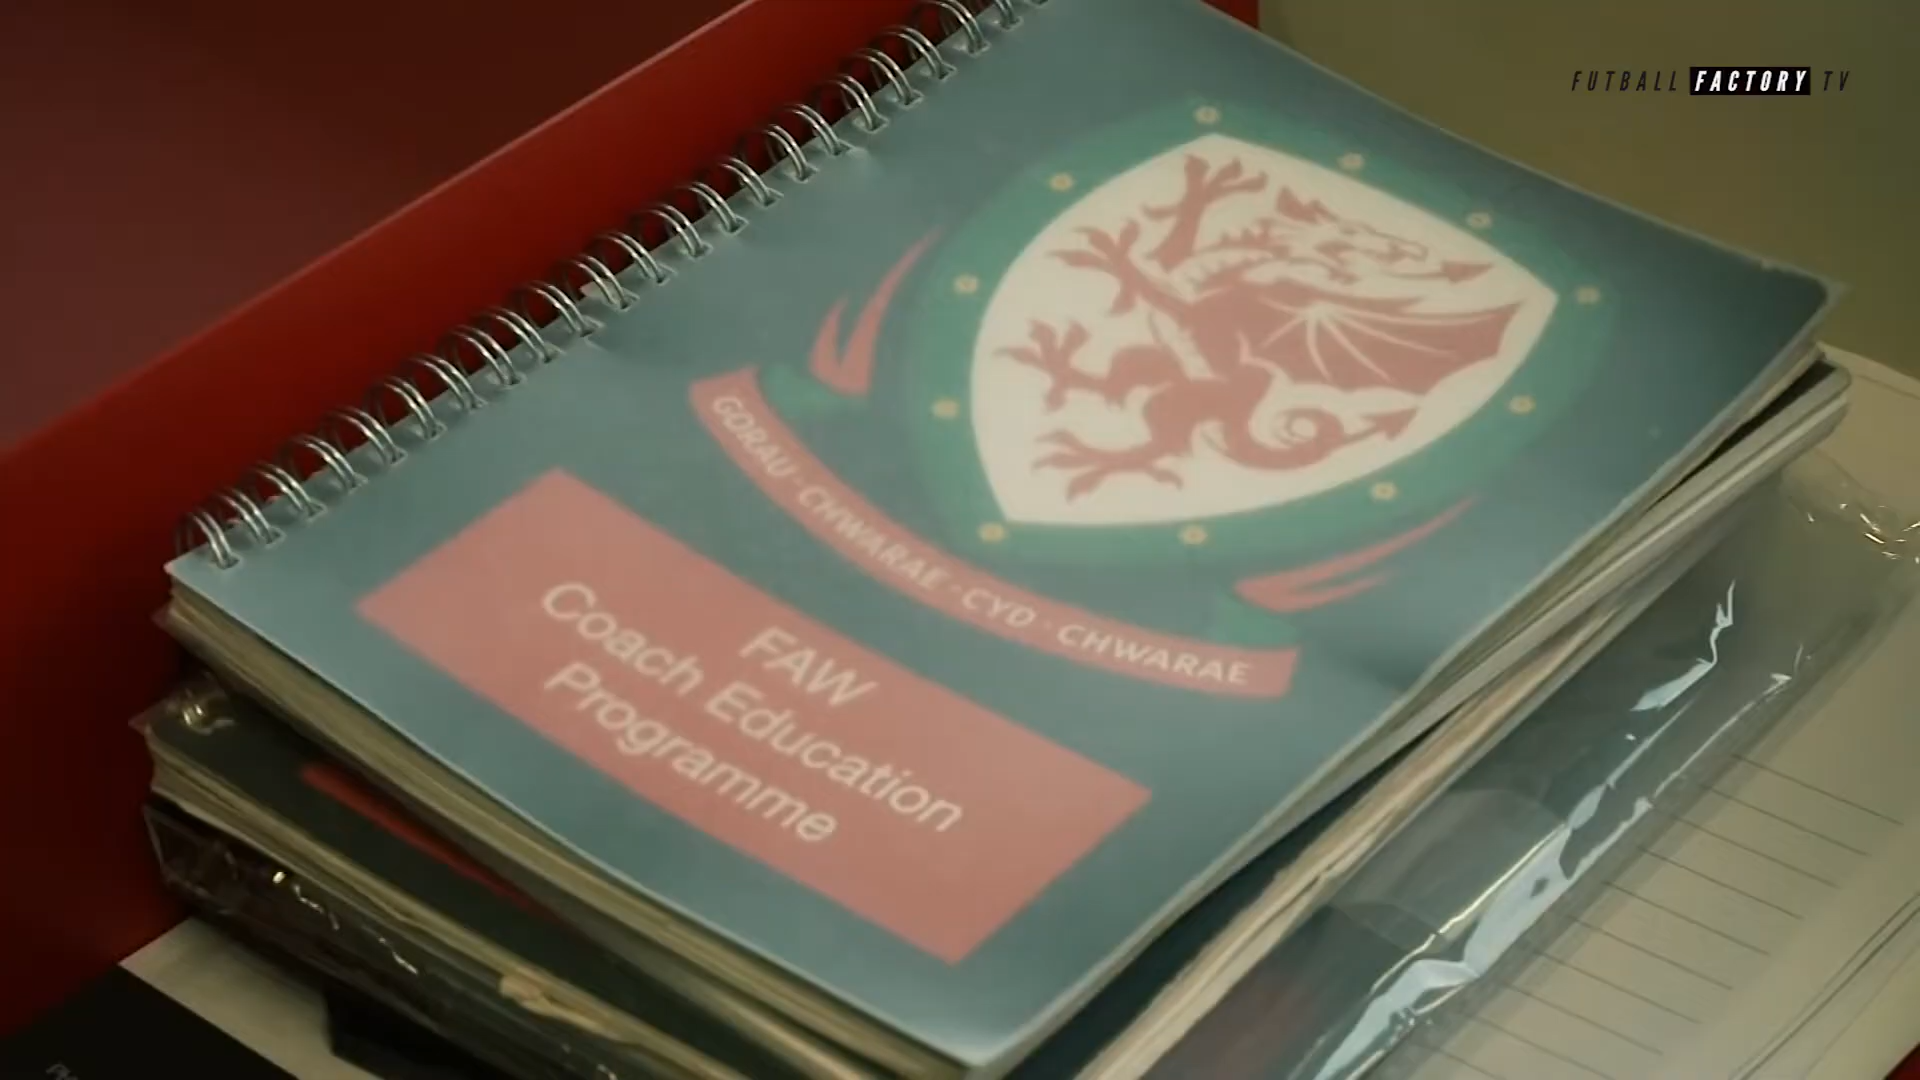 FUTBALL FACTORY TV
GORAU · CHWARAE · CYD · CHWARAE
FAW
Coach Education
Programme